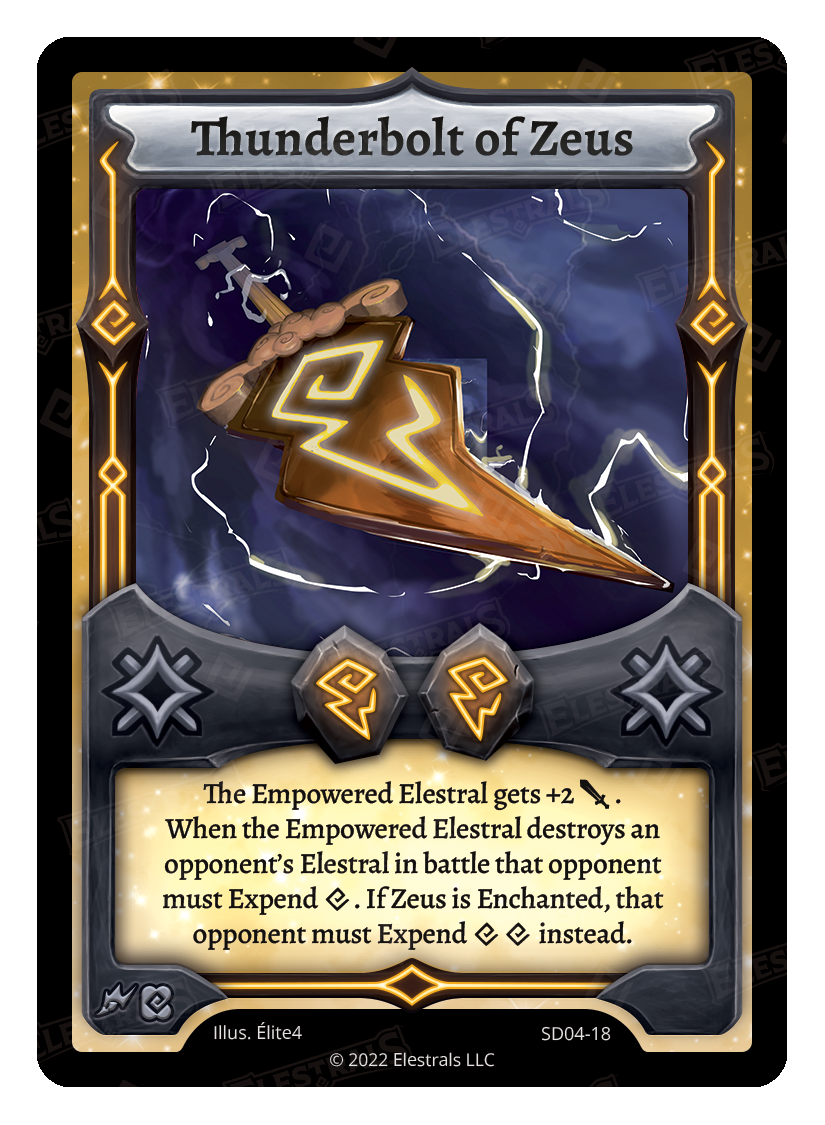 Thunderbolt of Zeus
The Empowered Elestral gets +2 .
When the Empowered Elestral destroys an
opponent's Elestral in battle that opponent
must Expend . If Zeus is Enchanted, that
opponent must Expend instead.
Illus. Élite4
SD04-18
© 2022 Elestrals LLC